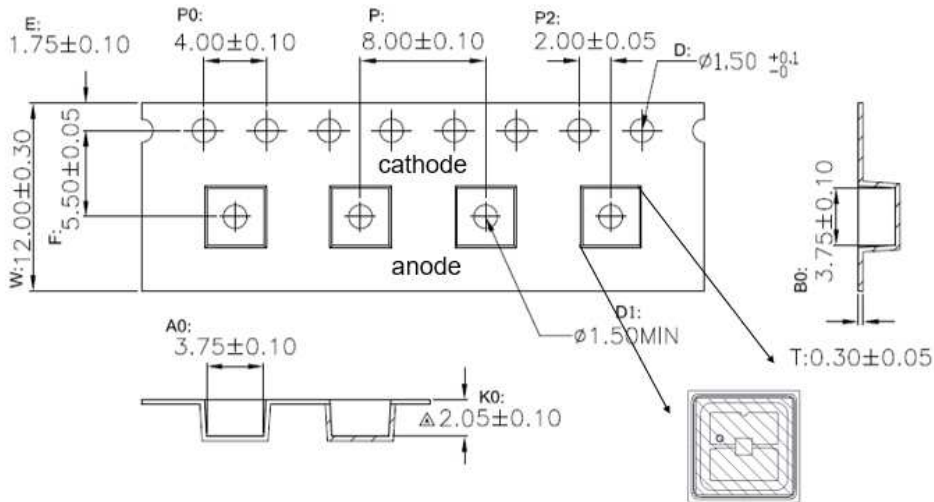 E:
1.75±0.10
P0:
4.00±0.10
P:
8.00±0.10
P2:
2.00±0.05
D: ⌀1.50 +0.1 -0
W:12.00±0.30
F:
5.50±0.05
cathode
anode
B0:
3.75±0.10
D1:
⌀1.50MIN
T:0.30±0.05
A0:
3.75±0.10
K0:
2.05±0.10